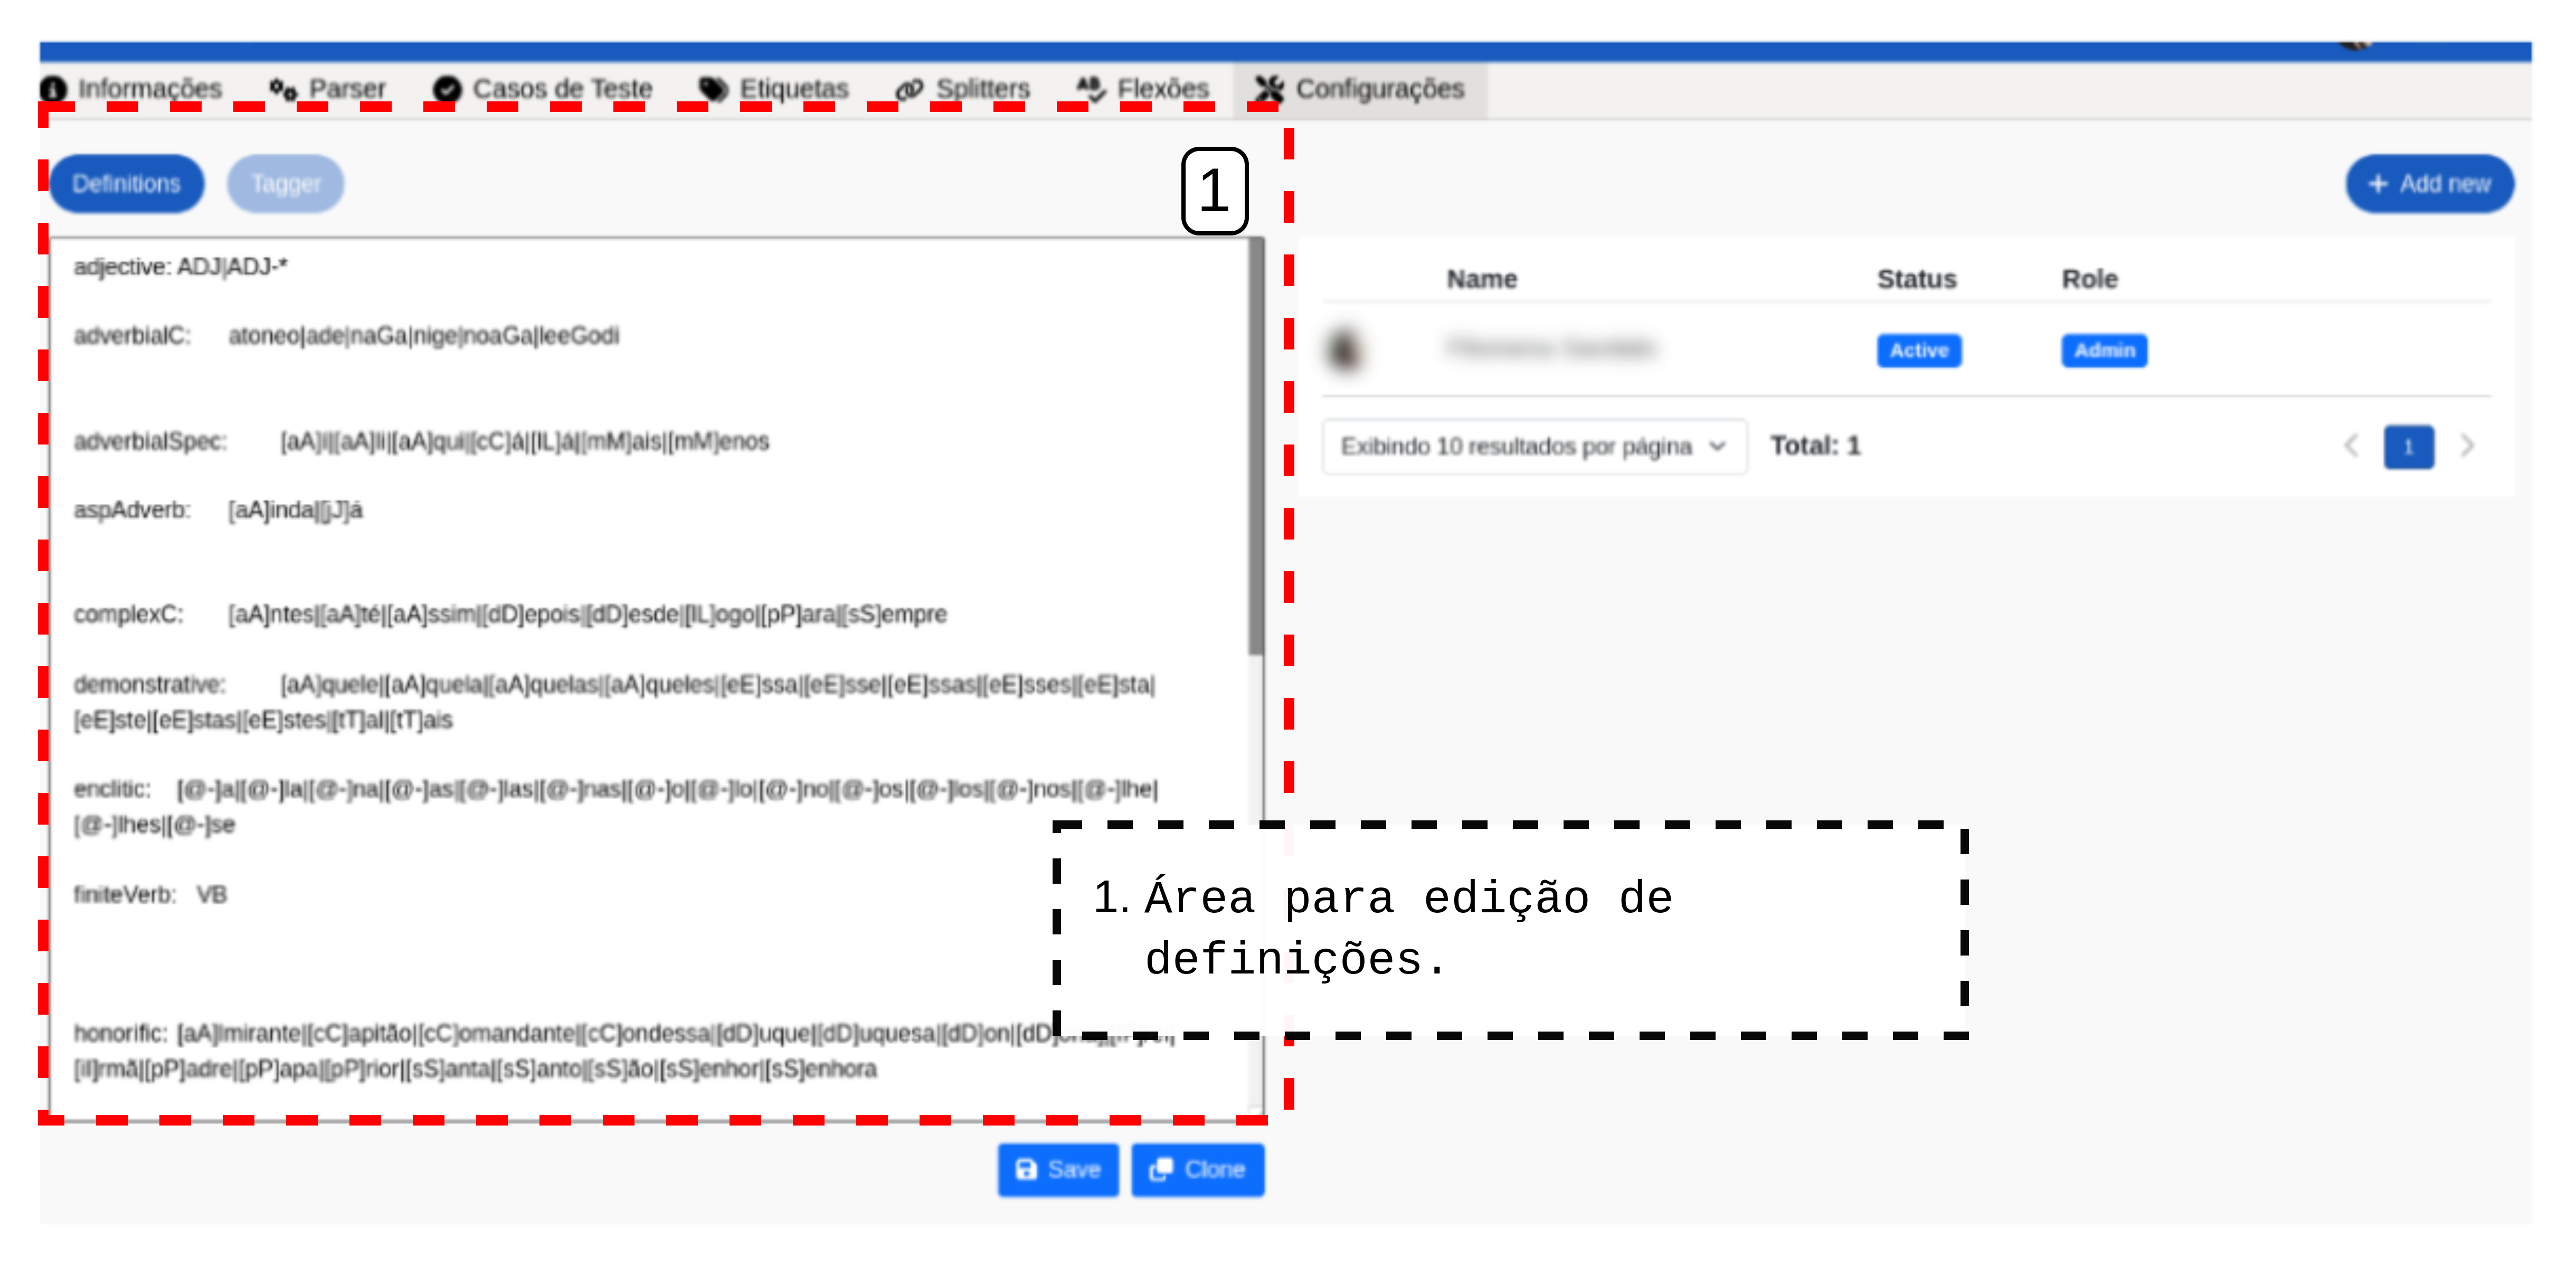 Informações Parser Casos de Teste Etiquetas Splitters Flexões Configurações
Definitions Tagger
1
+ Add new
adjective: ADJ|ADJ-*
adverbialC: atoneo|ade|naGa|nige|noaGa|leeGodi
adverbialSpec: [aA]i|[aA]li|[aA]qui|[cC]á|[lL]á|[mM]ais|[mM]enos
aspAdverb: [aA]inda|[jJ]á
complexC: [aA]ntes|[aA]té|[aA]ssim|[dD]epois|[dD]esde|[lL]ogo|[pP]ara|[sS]empre
demonstrative: [aA]quele|[aA]quela|[aA]quelas|[aA]queles|[eE]ssa|[eE]sse|[eE]ssas|[eE]sses|[eE]sta|
[eE]ste|[eE]stas|[eE]stes|[tT]al|[tT]ais
enclitic: [@-]a|[@-]la|[@-]na|[@-]as|[@-]las|[@-]nas|[@-]o|[@-]lo|[@-]no|[@-]os|[@-]los|[@-]nos|[@-]lhe|
[@-]lhes|[@-]se
finiteVerb: VB
honorific: [aA]lmirante|[cC]apitão|[cC]omandante|[cC]ondessa|[dD]uque|[dD]uquesa|[dD]on|[dD]
[iI]rmã|[pP]adre|[pP]apa|[pP]rior|[sS]anta|[sS]anto|[sS]ão|[sS]enhor|[sS]enhora
Save Clone
Name Status Role
Active Admin
Exibindo 10 resultados por página Total: 1
1
1. Área para edição de
definições.